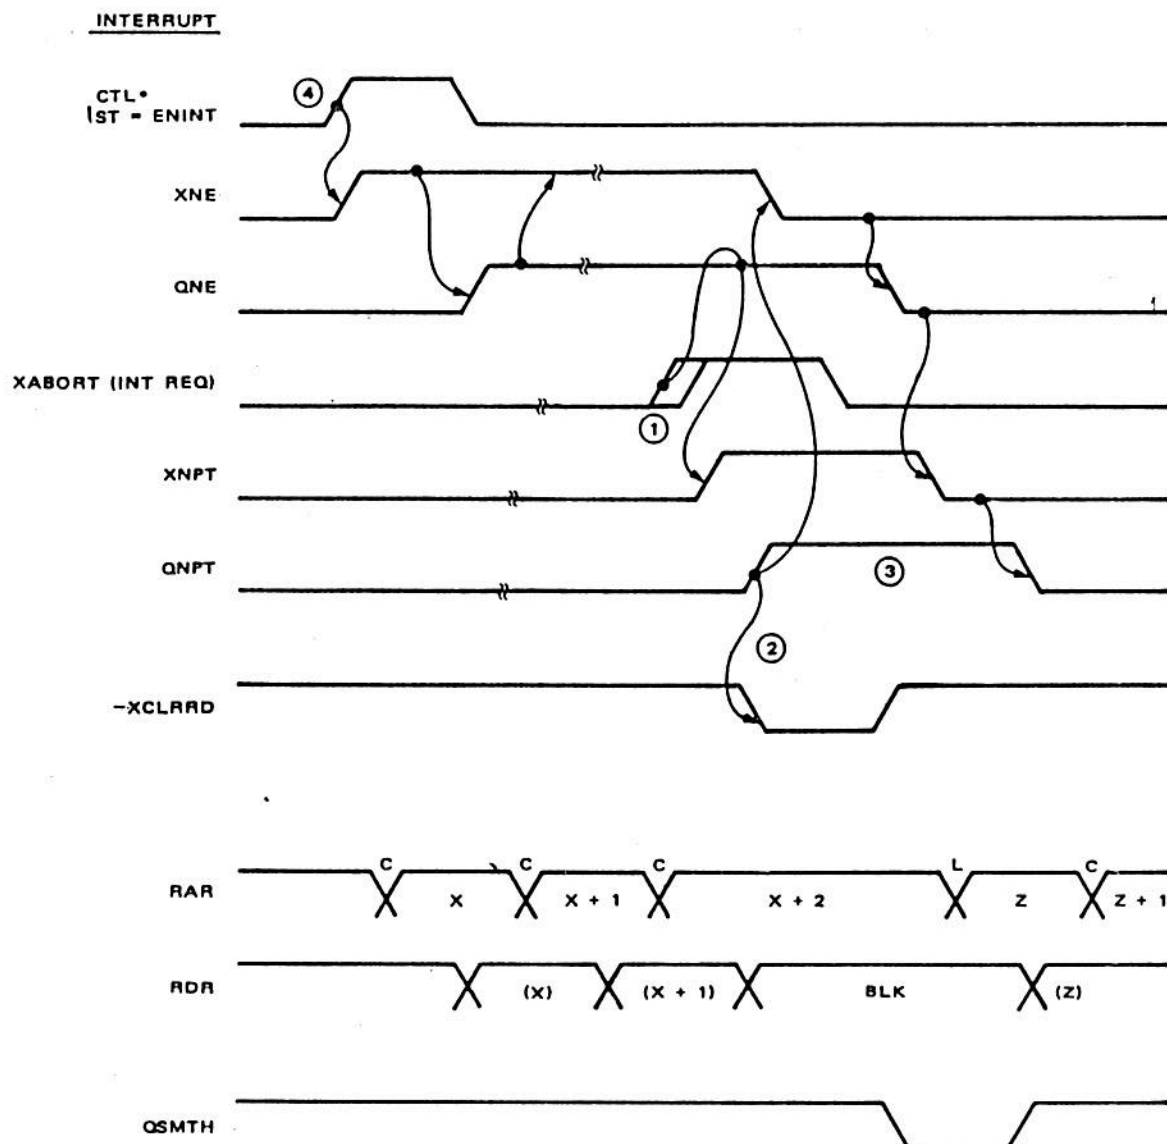 INTERRUPT
④
CTL•
IST = ENINT
XNE
QNE
XABORT (INT REQ)
①
XNPT
QNPT
③
②
−XCLRRD
C C C L C
RAR X X + 1 X + 2 Z Z + 1
RDR (X) (X + 1) BLK (Z)
QSMTH